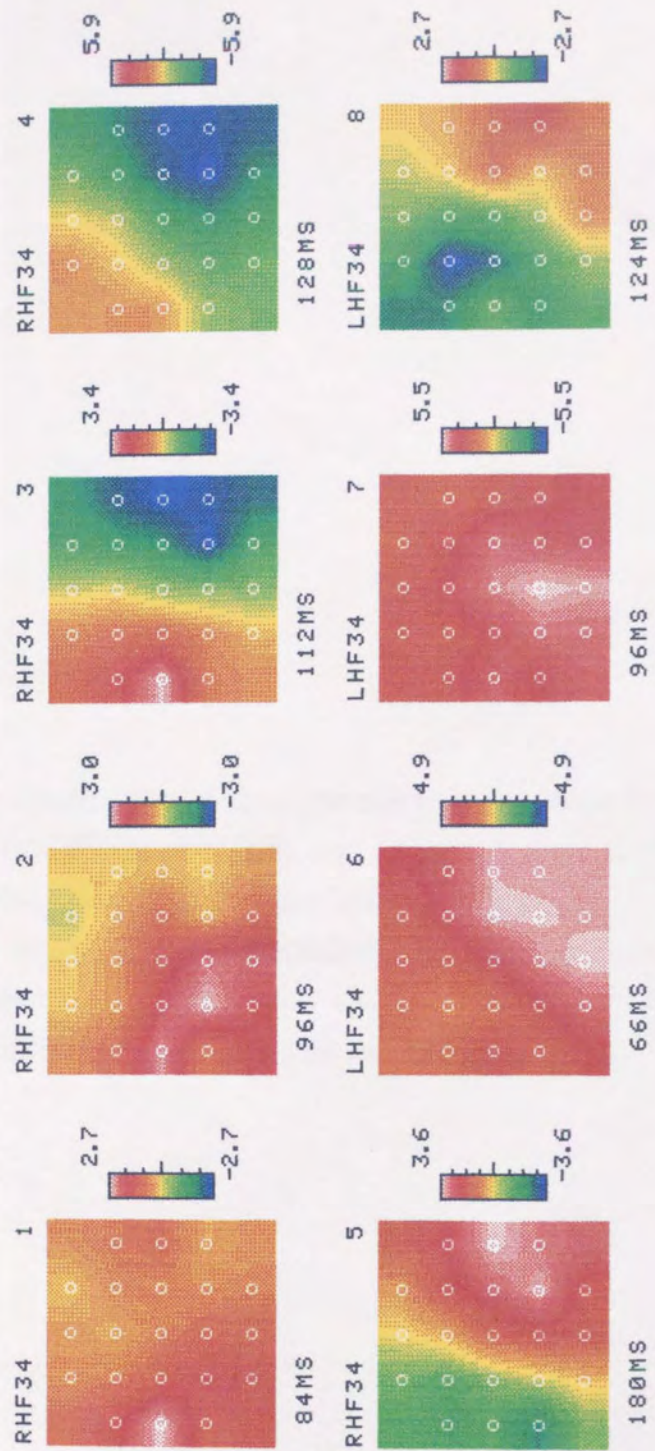 RHF34 1
2.7
-2.7
84MS
RHF34 2
3.0
-3.0
96MS
RHF34 3
3.4
-3.4
112MS
RHF34 4
5.9
-5.9
128MS
RHF34 5
3.6
-3.6
180MS
LHF34 6
4.9
-4.9
66MS
LHF34 7
5.5
-5.5
96MS
LHF34 8
2.7
-2.7
124MS